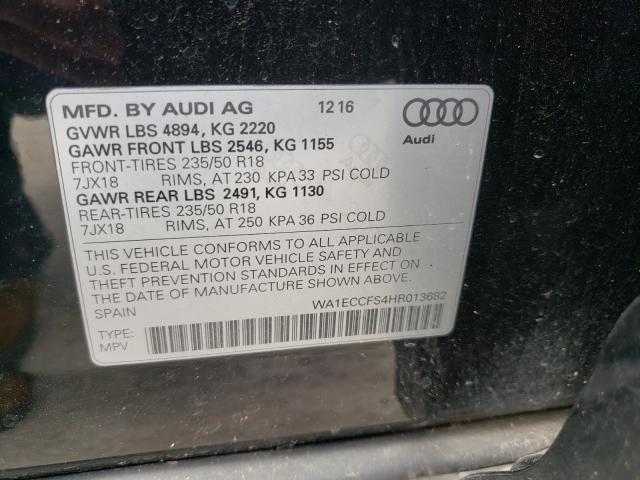 MFD. BY AUDI AG 12 16
GVWR LBS 4894, KG 2220
GAWR FRONT LBS 2546, KG 1155
FRONT-TIRES 235/50 R18
7JX18 RIMS, AT 230 KPA 33 PSI COLD
GAWR REAR LBS 2491, KG 1130
REAR-TIRES 235/50 R18
7JX18 RIMS, AT 250 KPA 36 PSI COLD
Audi
THIS VEHICLE CONFORMS TO ALL APPLICABLE
U.S. FEDERAL MOTOR VEHICLE SAFETY AND
THEFT PREVENTION STANDARDS IN EFFECT ON
THE DATE OF MANUFACTURE SHOWN ABOVE.
SPAIN WA1ECCFS4HR013682
TYPE:
MPV